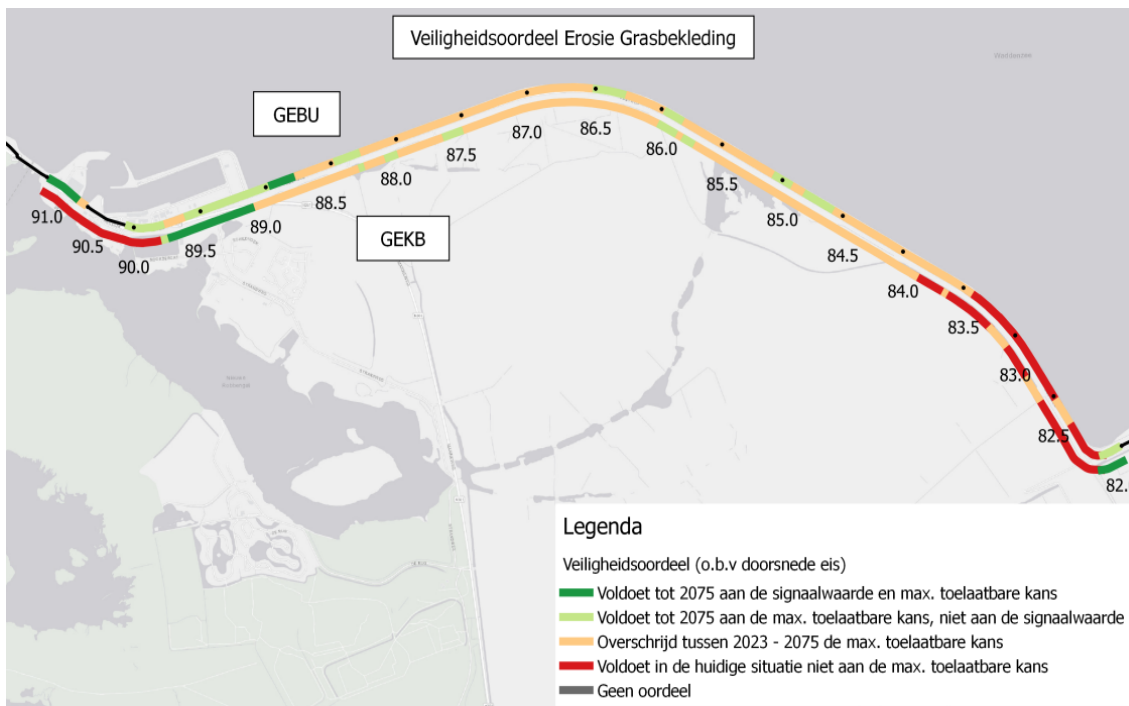 Veiligheidsoordeel Erosie Grasbekleding
GEBU
87.0
86.5
87.5
86.0
88.0
85.5
88.5
85.0
91.0
89.0
GEKB
90.5
89.5
84.5
90.0
84.0
83.5
83.0
82.5
82.
Legenda
Veiligheidsoordeel (o.b.v doorsnede eis)
Voldoet tot 2075 aan de signaalwaarde en max. toelaatbare kans
Voldoet tot 2075 aan de max. toelaatbare kans, niet aan de signaalwaarde
Overschrijd tussen 2023 - 2075 de max. toelaatbare kans
Voldoet in de huidige situatie niet aan de max. toelaatbare kans
Geen oordeel